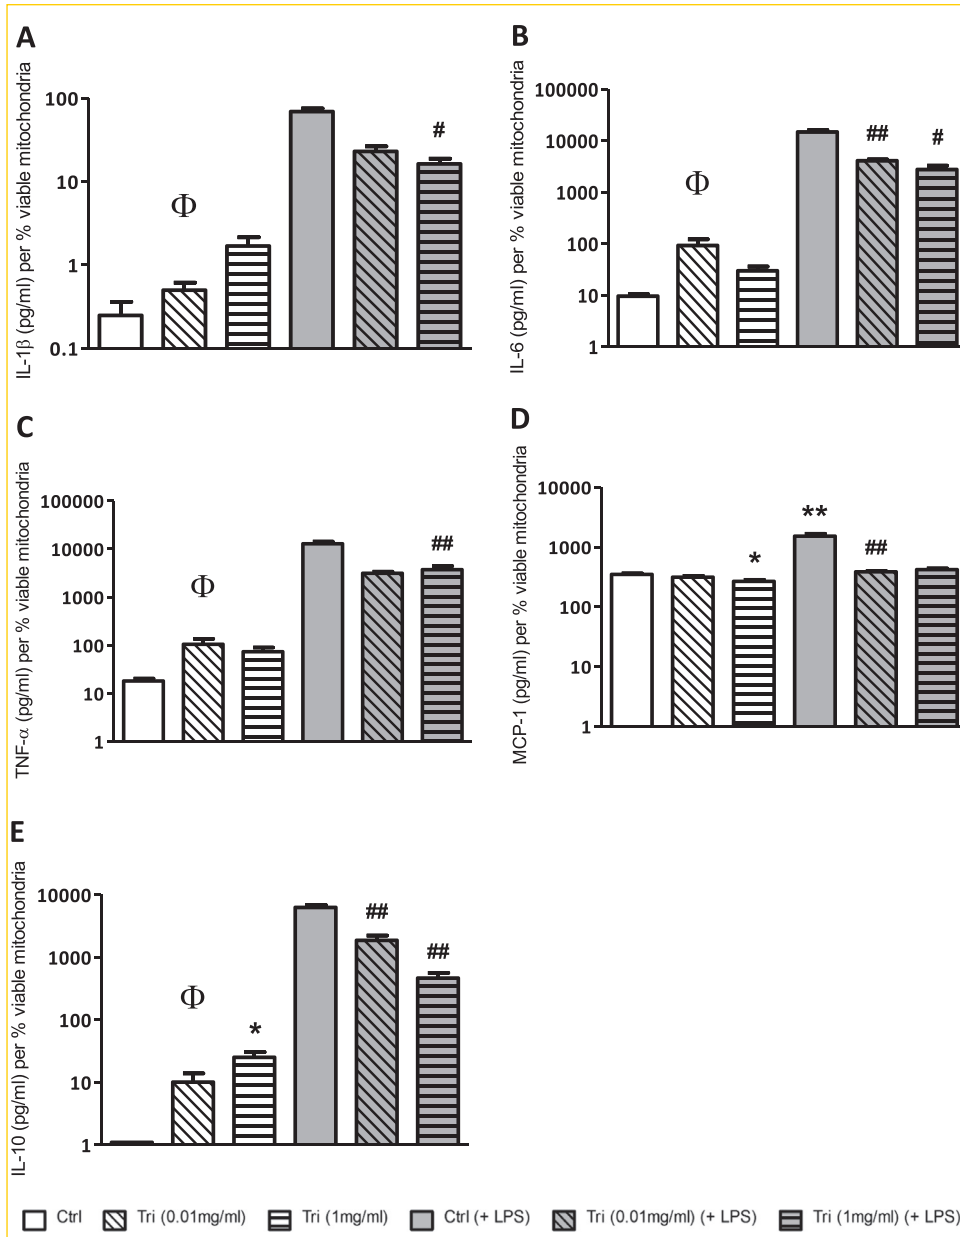 A
IL-1β (pg/ml) per % viable mitochondria
100
10
1
0.1
Φ
#
B
IL-6 (pg/ml) per % viable mitochondria
100000
10000
1000
100
10
1
Φ
##
#
C
TNF-α (pg/ml) per % viable mitochondria
100000
10000
1000
100
10
1
Φ
##
D
MCP-1 (pg/ml) per % viable mitochondria
10000
1000
100
10
1
*
**
##
E
IL-10 (pg/ml) per % viable mitochondria
10000
1000
100
10
1
Φ
*
##
##
Ctrl Tri (0.01mg/ml) Tri (1mg/ml) Ctrl (+ LPS) Tri (0.01mg/ml) (+ LPS) Tri (1mg/ml) (+ LPS)